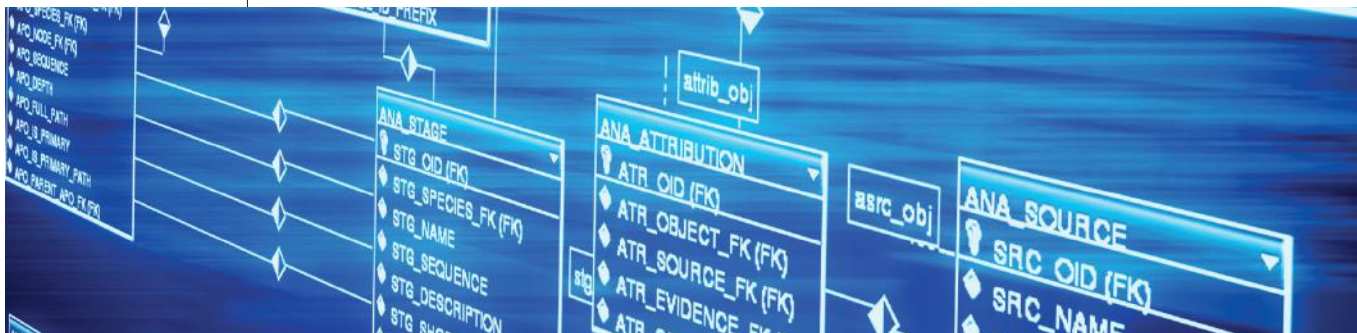 APO_SPECIES_FK (FK)
APO_NODE_FK (FK)
APO_SEQUENCE
APO_DEPTH
APO_FULL_PATH
APO_IS_PRIMARY
APO_IS_PRIMARY_PATH
APO_PARENT_APO_FK (FK)
PREFIX
ANA_STAGE
STG_OID (FK)
STG_SPECIES_FK (FK)
STG_NAME
STG_SEQUENCE
STG_DESCRIPTION
attrib_obj
ANA_ATTRIBUTION
ATR_OID (FK)
ATR_OBJECT_FK (FK)
ATR_SOURCE_FK (FK)
asrc_obj
ANA_SOURCE
SRC_OID (FK)
SRC_NAME